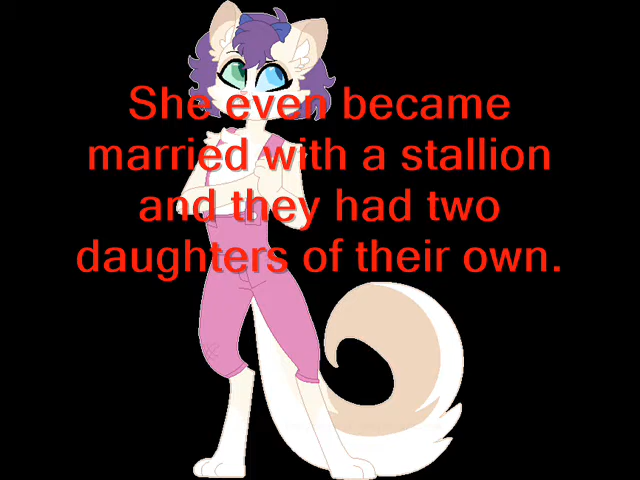 She even became
married with a stallion
and they had two
daughters of their own.